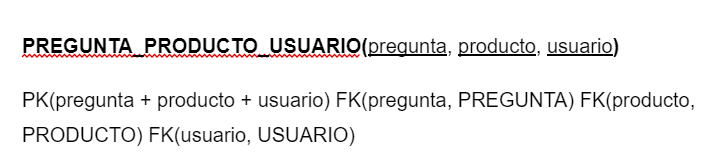 PREGUNTA_PRODUCTO_USUARIO(pregunta, producto, usuario)
PK(pregunta + producto + usuario) FK(pregunta, PREGUNTA) FK(producto,
PRODUCTO) FK(usuario, USUARIO)